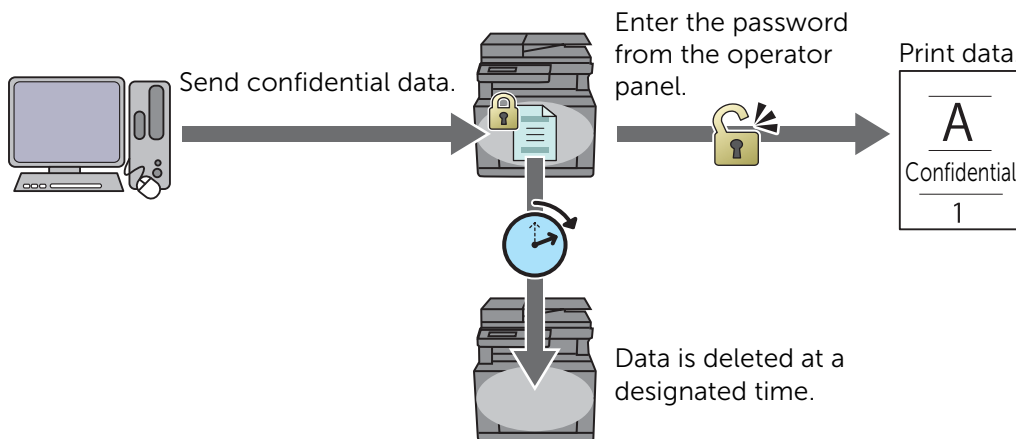 Send confidential data.
Enter the password
from the operator
panel.
Print data
A
Confidential
1
Data is deleted at a
designated time.